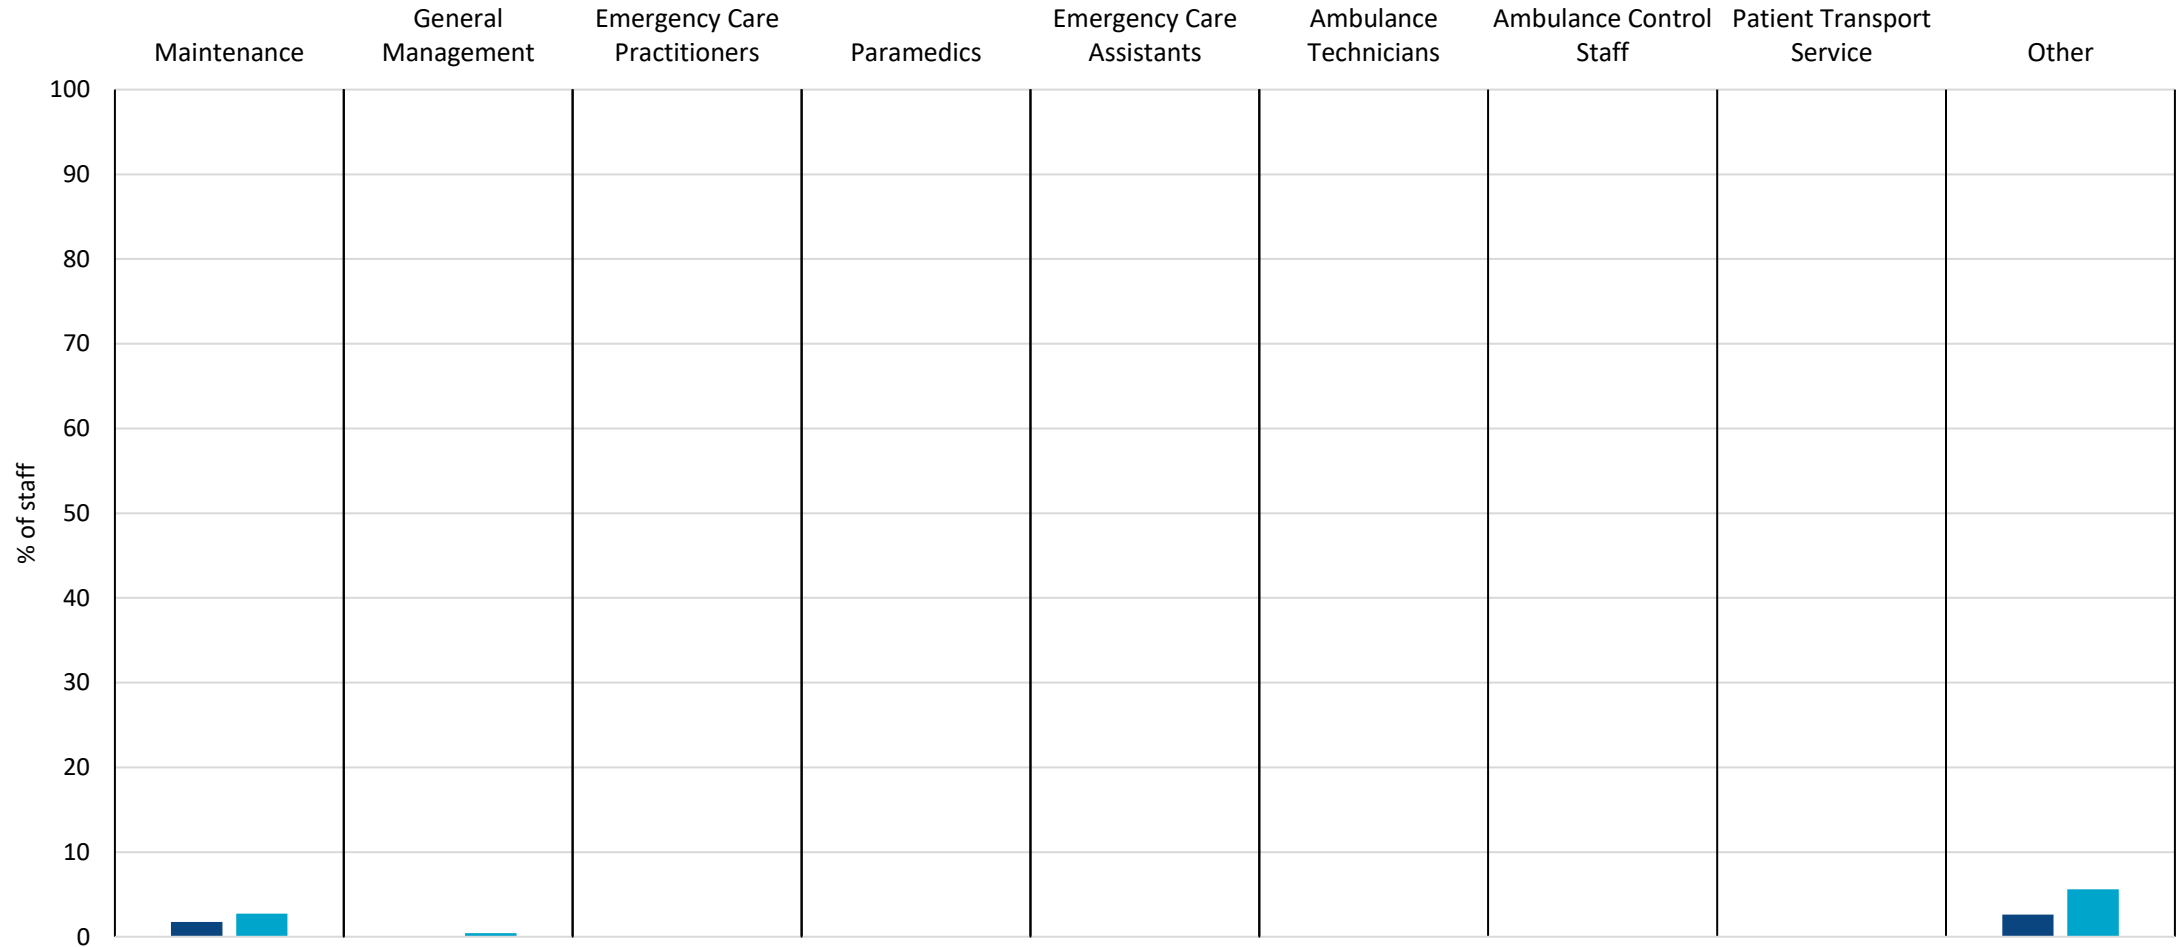 Maintenance
General
Management
Emergency Care
Practitioners
Paramedics
Emergency Care
Assistants
Ambulance
Technicians
Ambulance Control
Staff
Patient Transport
Service
Other
100
90
80
70
60
50
40
30
20
10
0
% of staff